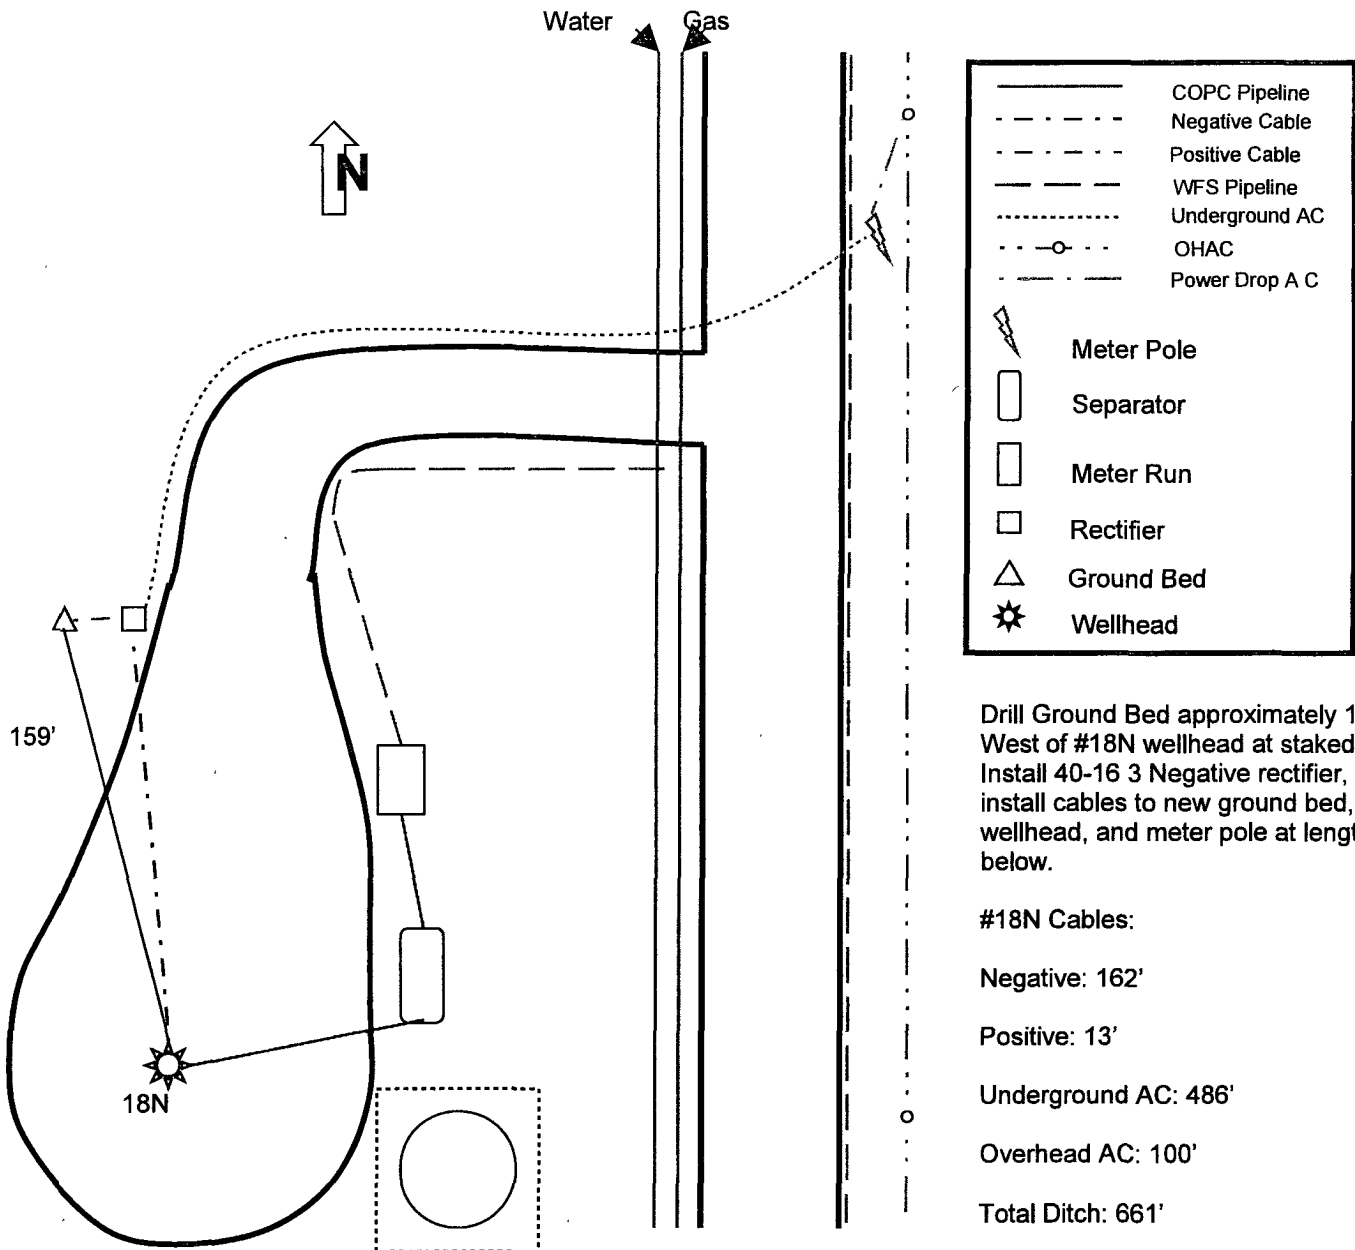 Water Gas
N
COPC Pipeline
Negative Cable
Positive Cable
WFS Pipeline
Underground AC
OHAC
Power Drop A C
Meter Pole
Separator
Meter Run
Rectifier
Ground Bed
Wellhead
159'
18N
Drill Ground Bed approximately 1
West of #18N wellhead at staked
Install 40-16 3 Negative rectifier,
install cables to new ground bed,
wellhead, and meter pole at lengt
below.
#18N Cables:
Negative: 162'
Positive: 13'
Underground AC: 486'
Overhead AC: 100'
Total Ditch: 661'